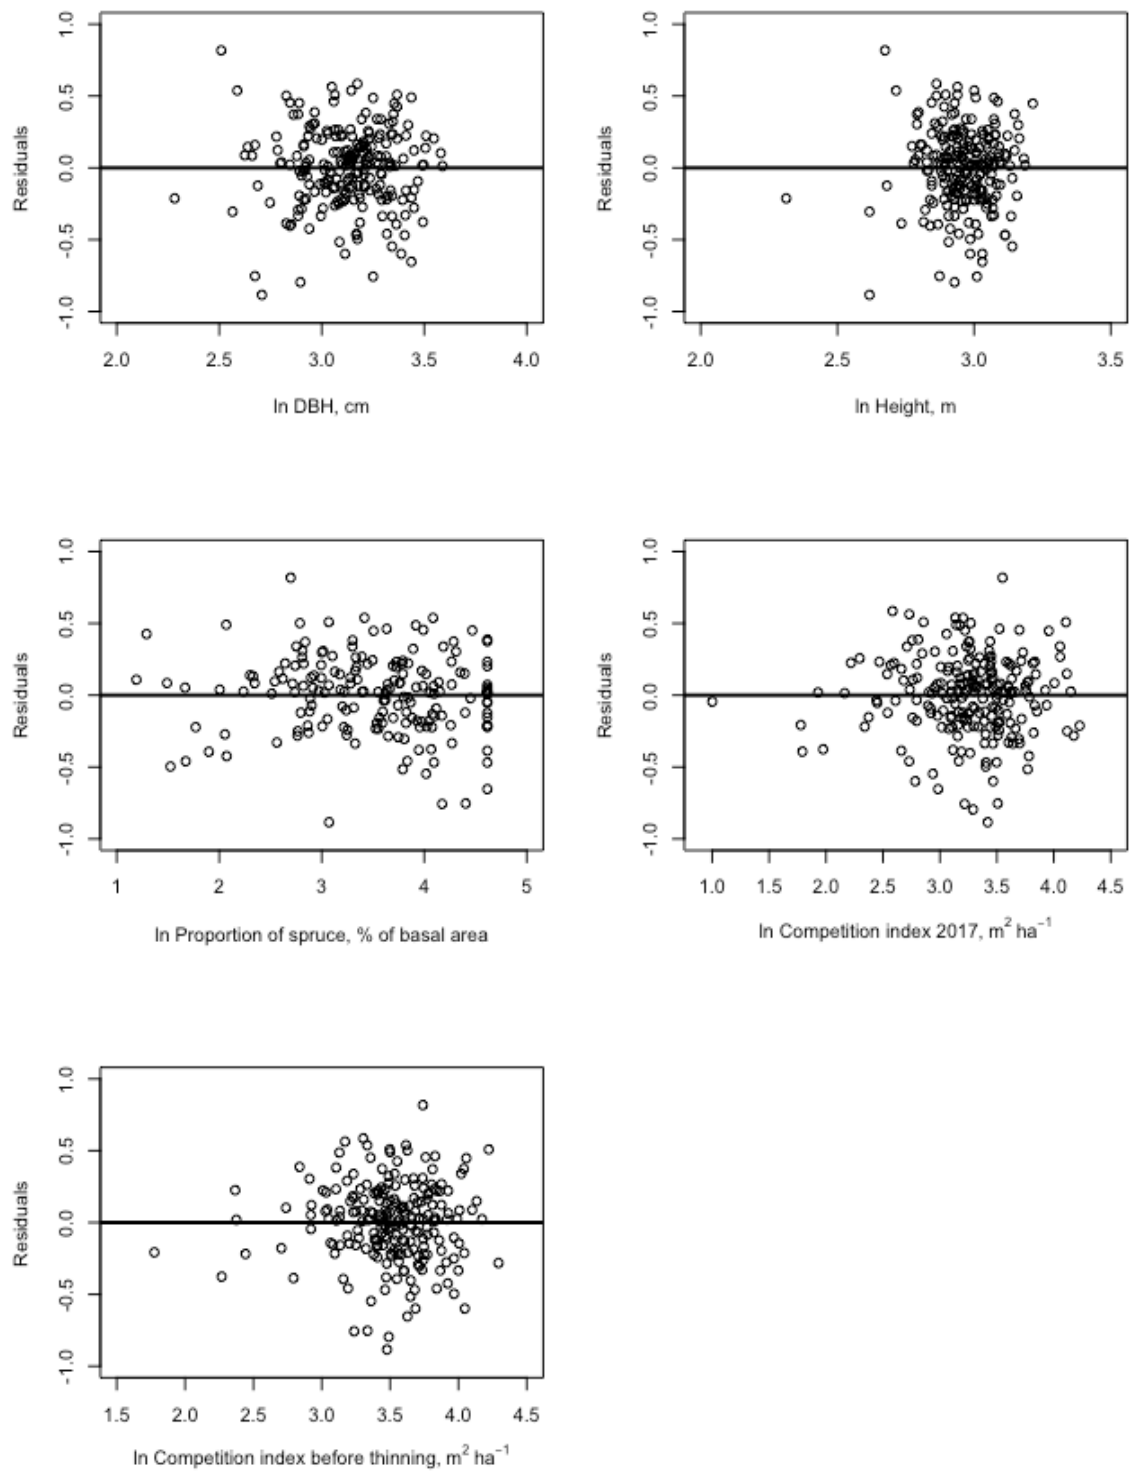 1.0
0.5
0.0
-0.5
-1.0
Residuals
2.0 2.5 3.0 3.5 4.0
ln DBH, cm
1.0
0.5
0.0
-0.5
-1.0
Residuals
2.0 2.5 3.0 3.5
ln Height, m
1.0
0.5
0.0
-0.5
-1.0
Residuals
1 2 3 4 5
ln Proportion of spruce, % of basal area
1.0
0.5
0.0
-0.5
-1.0
Residuals
1.0 1.5 2.0 2.5 3.0 3.5 4.0 4.5
ln Competition index 2017, m² ha⁻¹
1.0
0.5
0.0
-0.5
-1.0
Residuals
1.5 2.0 2.5 3.0 3.5 4.0 4.5
ln Competition index before thinning, m² ha⁻¹